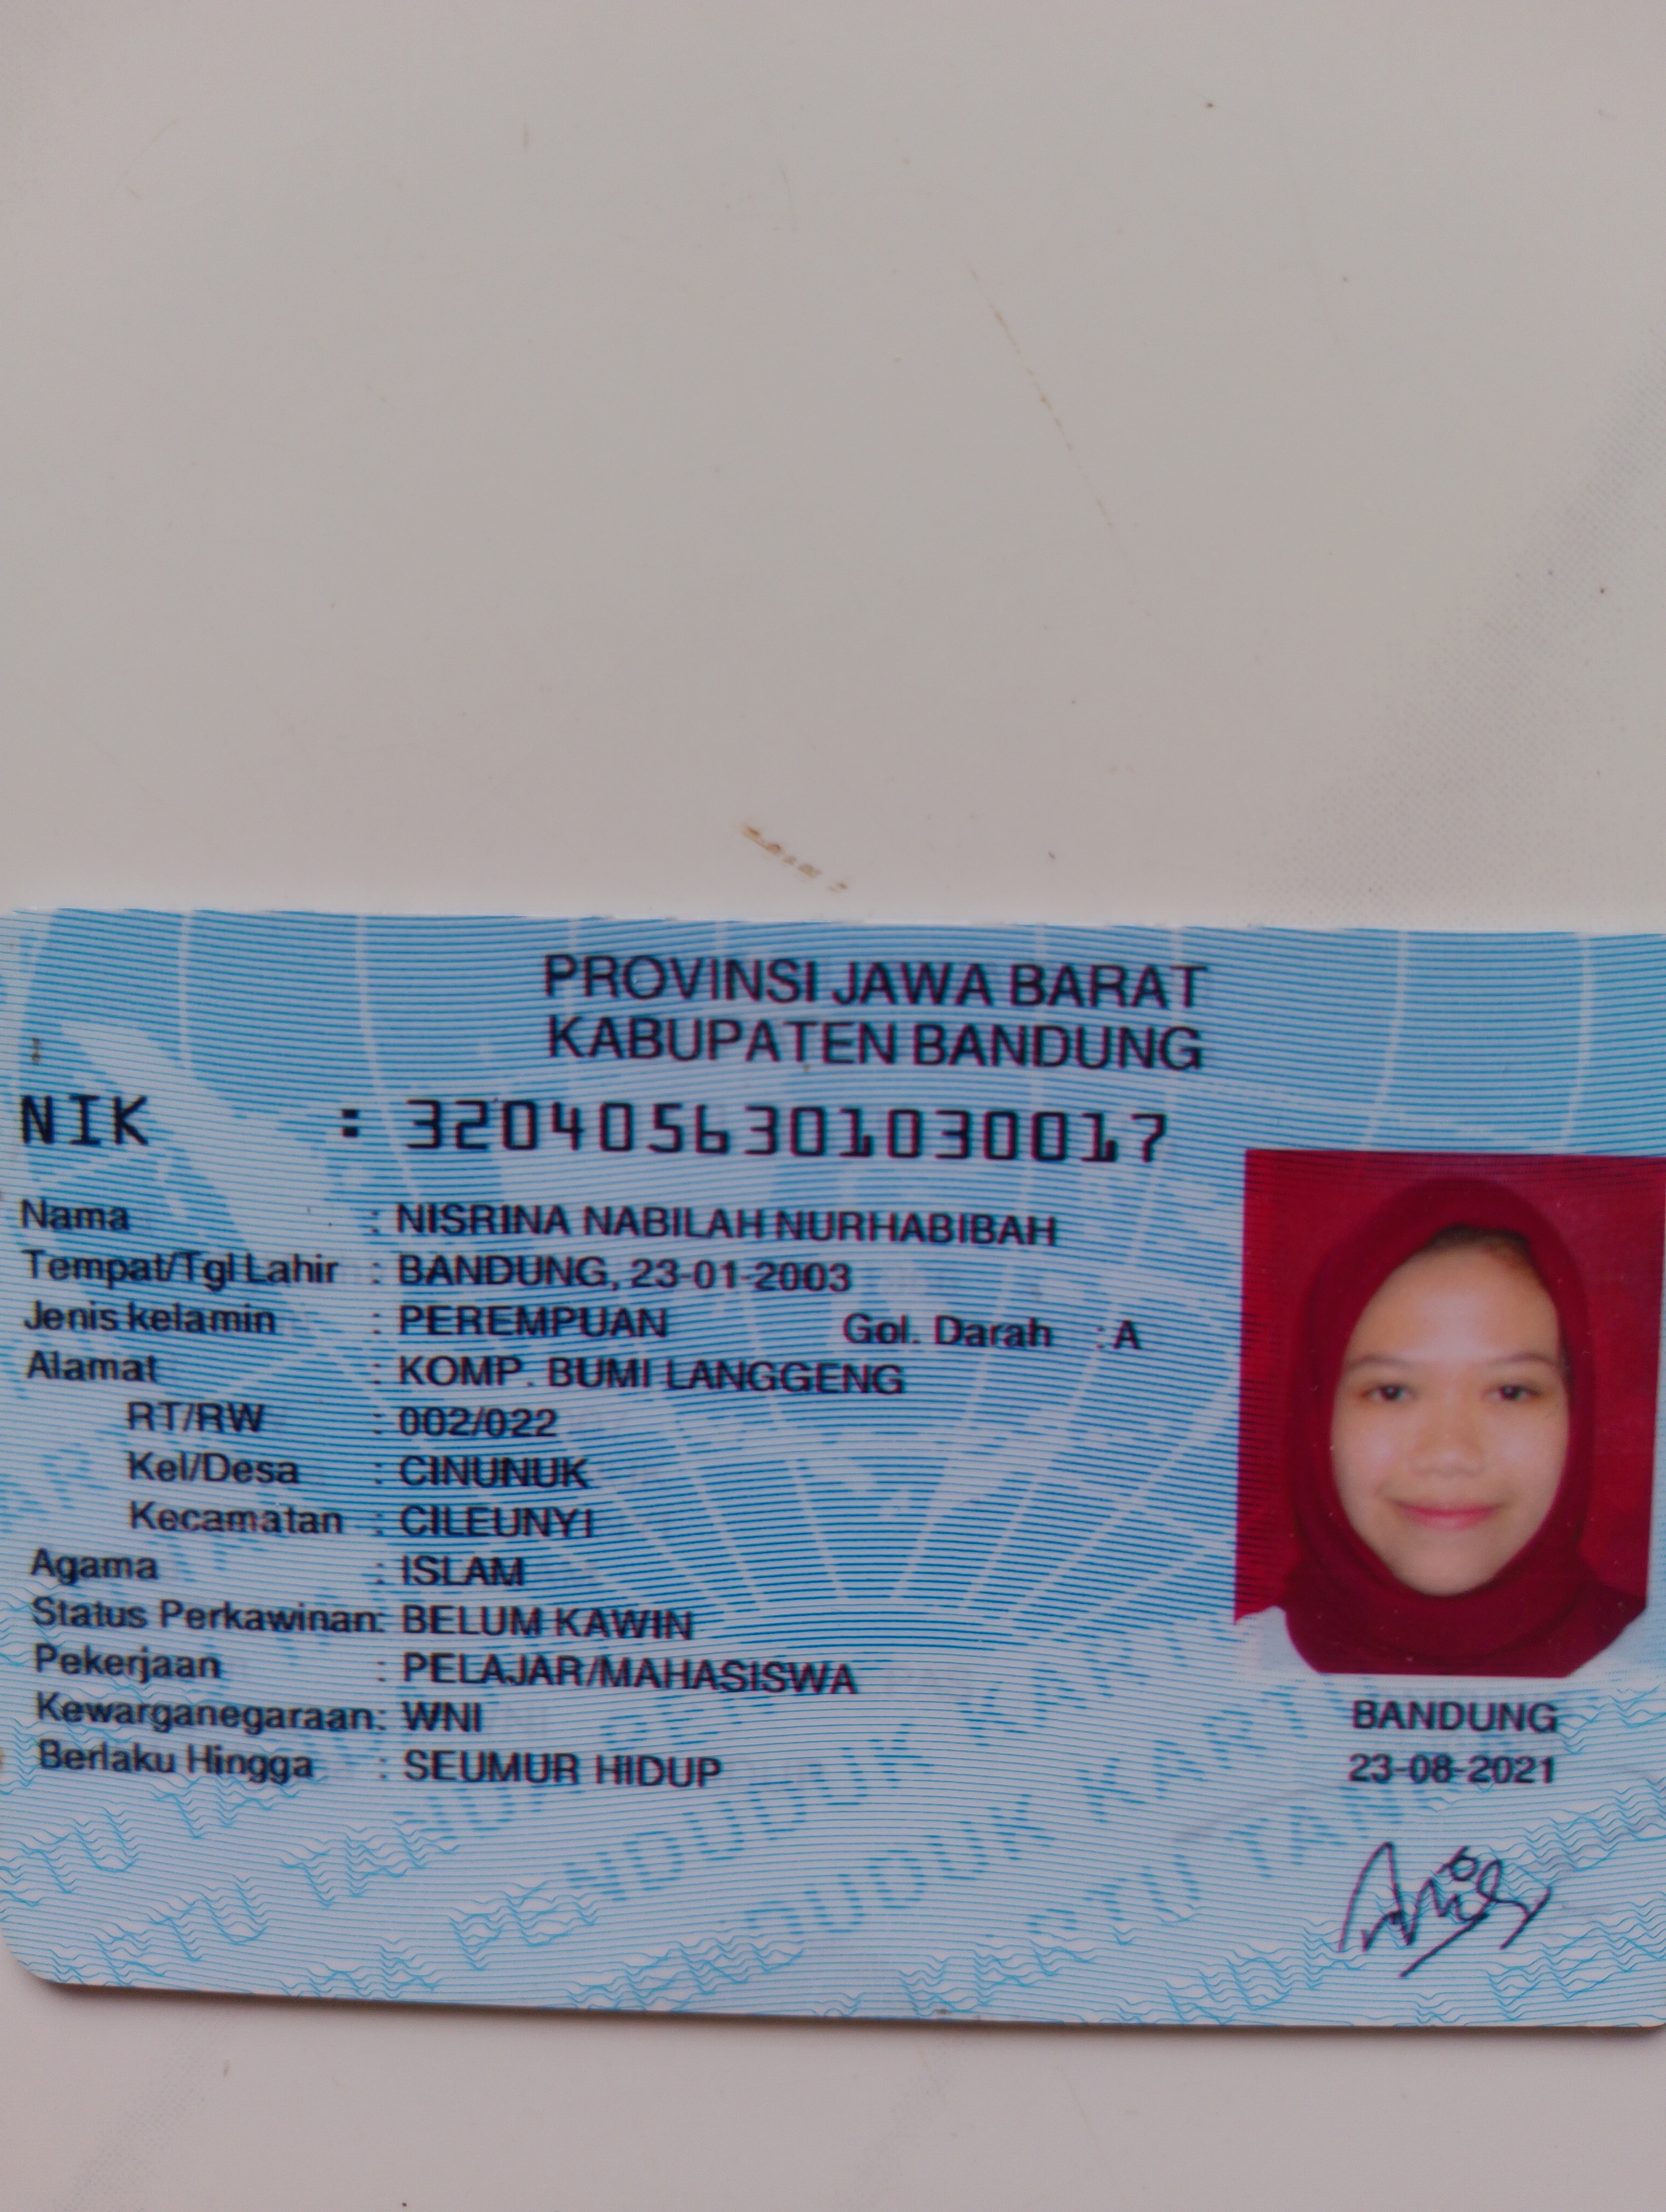 PROVINSI JAWA BARAT
KABUPATEN BANDUNG
NIK : 3204056301030017
Nama : NISRINA NABILAH NURHABIBAH
Tempat/Tgl Lahir : BANDUNG, 23-01-2003
Jenis kelamin : PEREMPUAN Gol. Darah : A
Alamat : KOMP. BUMI LANGGENG
RT/RW : 002/022
Kel/Desa : CINUNUK
Kecamatan : CILEUNYI
Agama : ISLAM
Status Perkawinan: BELUM KAWIN
Pekerjaan : PELAJAR/MAHASISWA
Kewarganegaraan: WNI
Berlaku Hingga : SEUMUR HIDUP
BANDUNG
23-08-2021